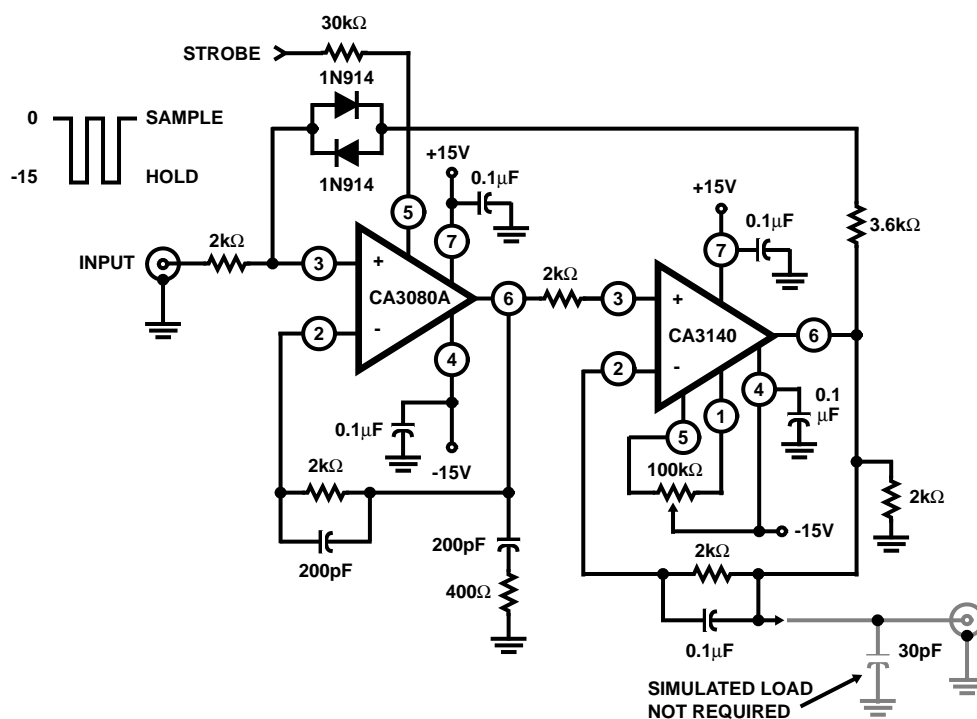 30kΩ
STROBE
1N914
0
SAMPLE
-15
HOLD
1N914
+15V
0.1µF
+15V
0.1µF
3.6kΩ
5
7
7
INPUT
2kΩ
3
+
CA3080A
6
2kΩ
3
+
CA3140
6
2
-
4
2
-
4
0.1
µF
1
5
0.1µF
-15V
2kΩ
100kΩ
2kΩ
-15V
200pF
200pF
2kΩ
400Ω
0.1µF
30pF
SIMULATED LOAD
NOT REQUIRED